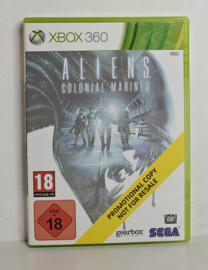 XBOX 360
ALIENS
COLONIAL MARINES
PROMOTIONAL COPY
NOT FOR RESALE
18
18
gearbox
SEGA